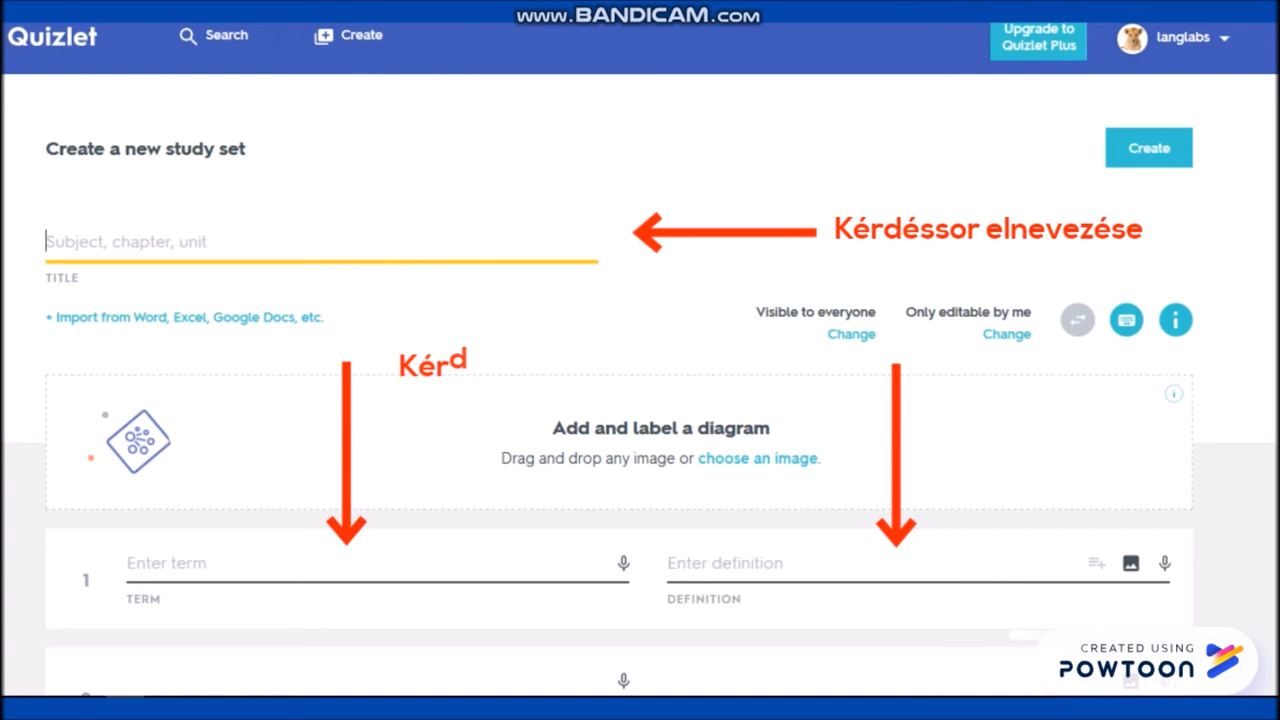 www.BANDICAM.com
Quizlet
Search
Create
Upgrade to
Quizlet Plus
langlabs
Create a new study set
Create
Subject, chapter, unit
Kérdéssor elnevezése
TITLE
+ Import from Word, Excel, Google Docs, etc.
Visible to everyone
Change
Only editable by me
Change
Kérd
Add and label a diagram
Drag and drop any image or choose an image.
1
Enter term
TERM
Enter definition
DEFINITION
CREATED USING
POWTOON